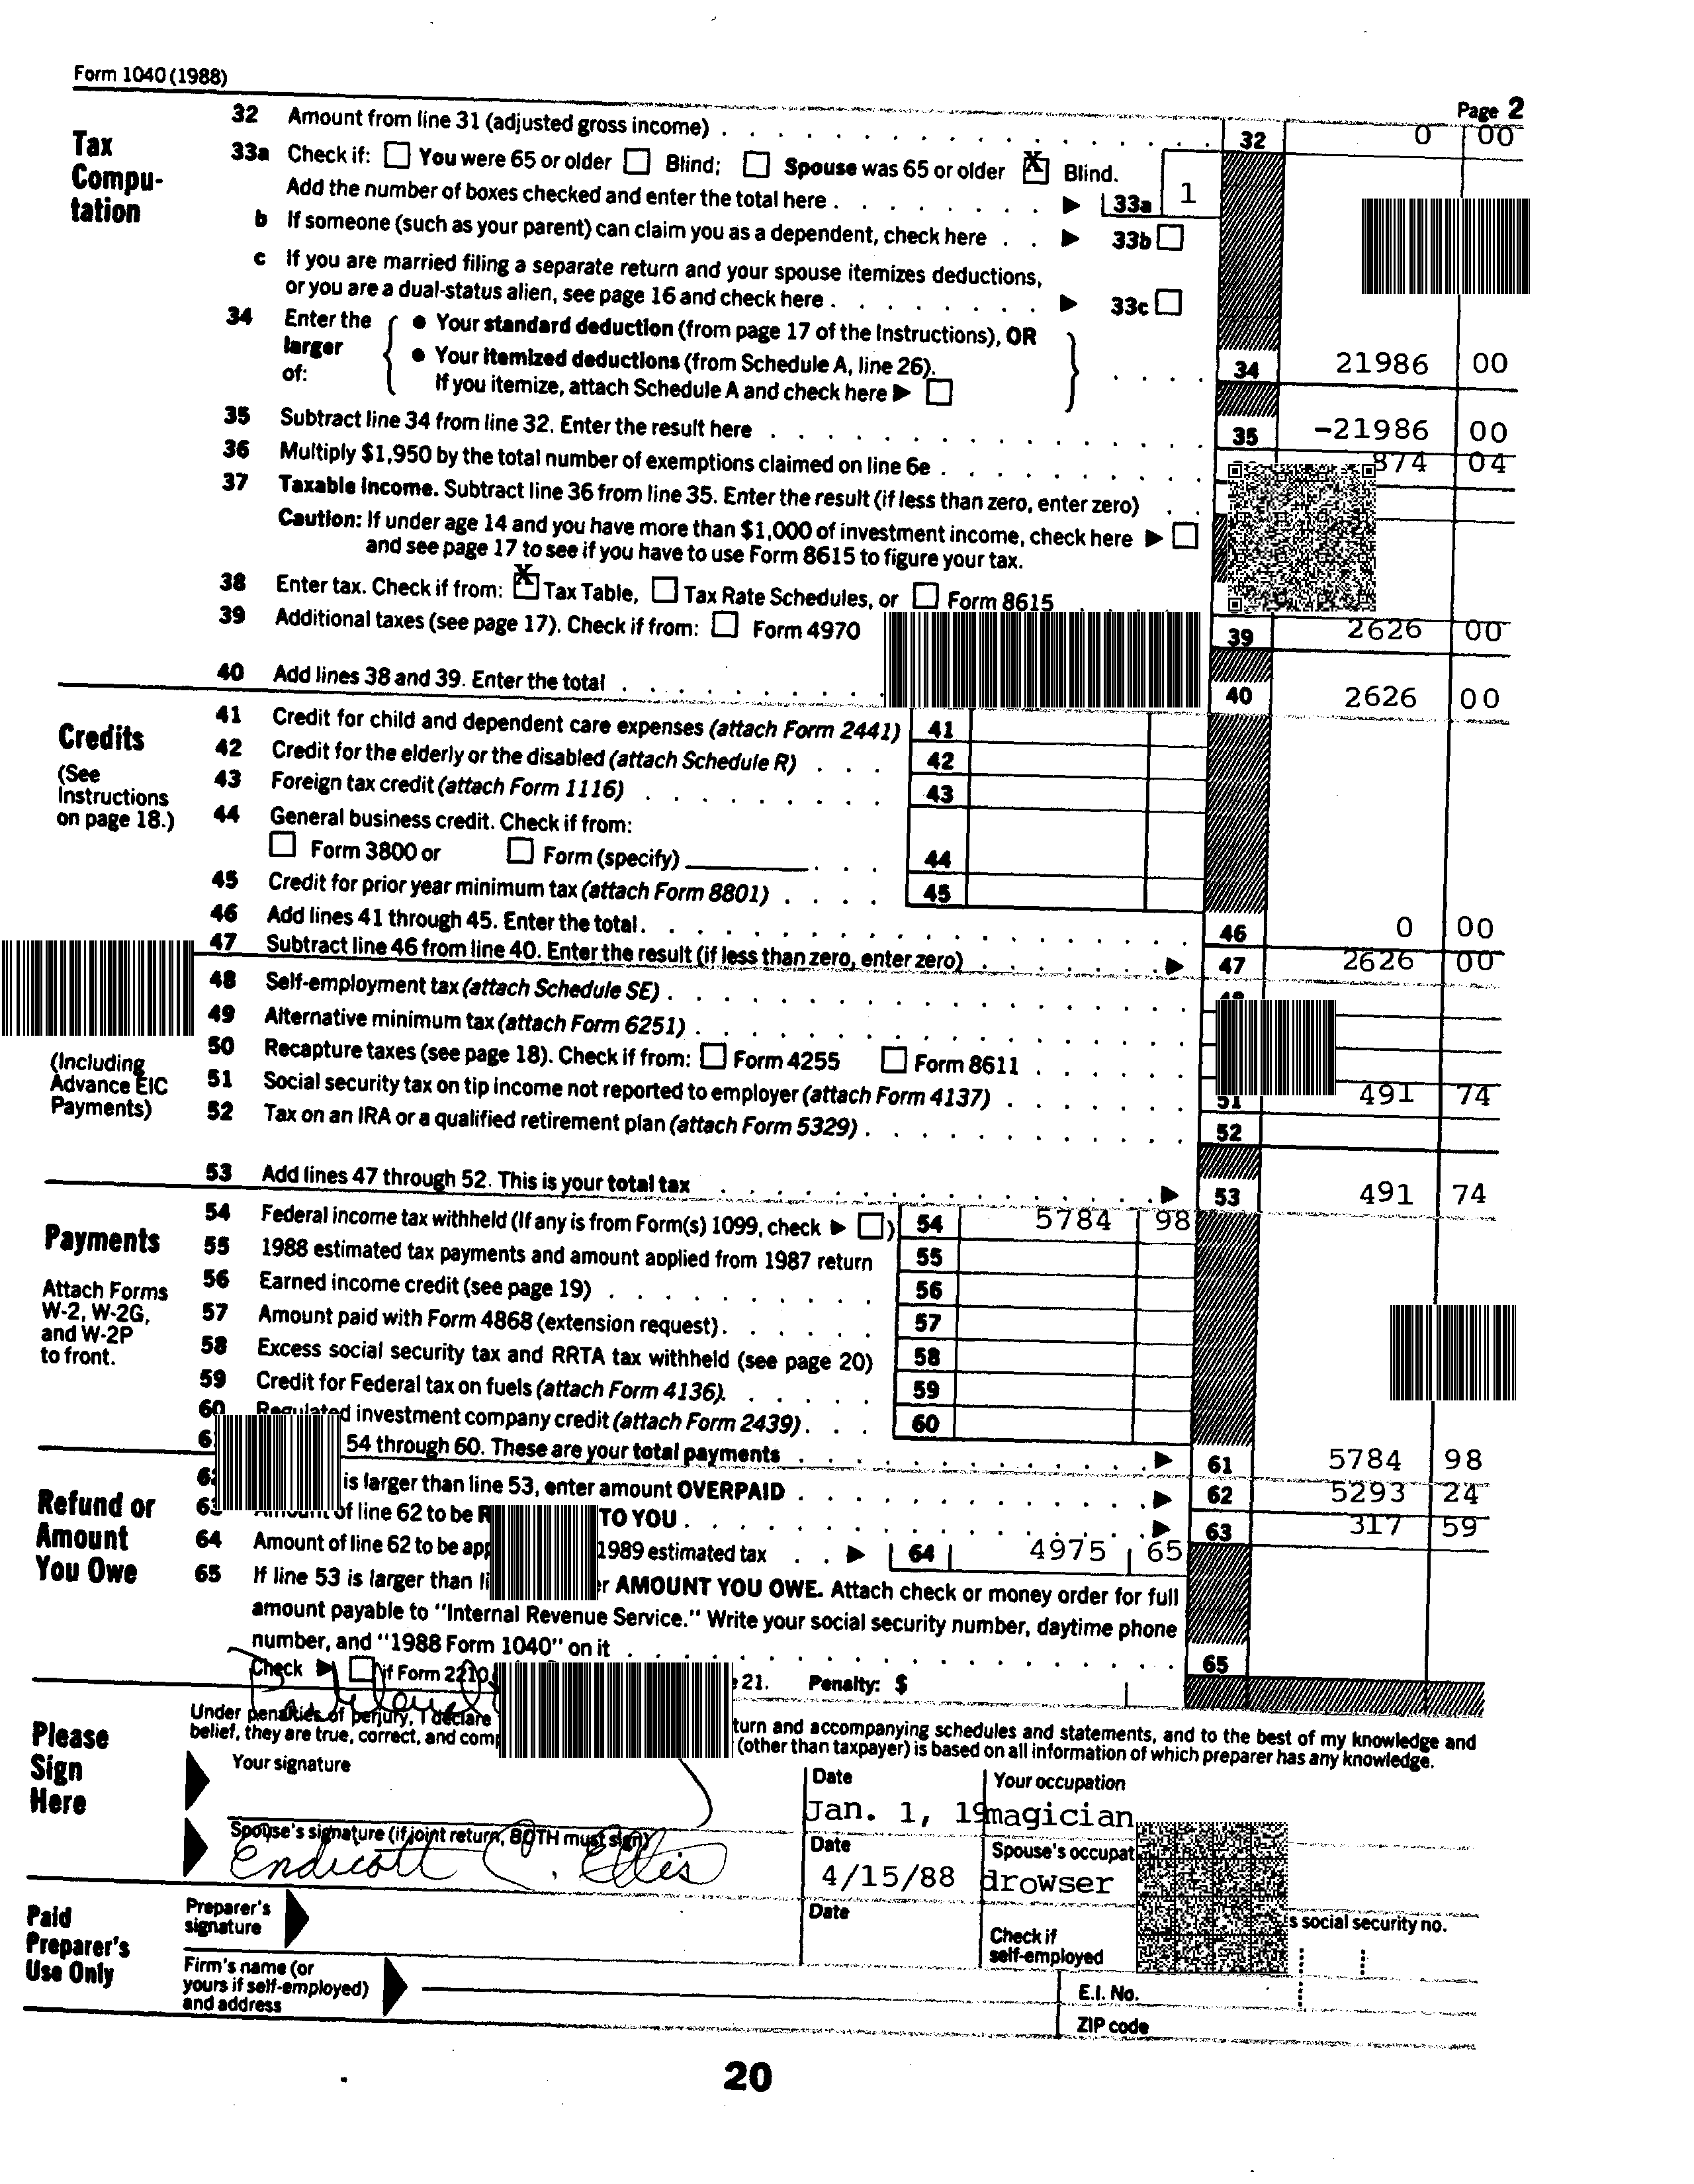 Form 1040 (1988)
Page 2
Tax Compu-tation
32 Amount from line 31 (adjusted gross income) . . . 32 0 00
33a Check if: You were 65 or older Blind; Spouse was 65 or older X Blind.
Add the number of boxes checked and enter the total here . . . 33a 1
b If someone (such as your parent) can claim you as a dependent, check here . . 33b
c If you are married filing a separate return and your spouse itemizes deductions,
or you are a dual-status alien, see page 16 and check here . . . 33c
34 Enter the larger of:
• Your standard deduction (from page 17 of the Instructions), OR
• Your itemized deductions (from Schedule A, line 26).
If you itemize, attach Schedule A and check here
34 21986 00
35 Subtract line 34 from line 32. Enter the result here . . . 35 -21986 00
36 Multiply $1,950 by the total number of exemptions claimed on line 6e . . . 874 04
37 Taxable income. Subtract line 36 from line 35. Enter the result (if less than zero, enter zero) . .
Caution: If under age 14 and you have more than $1,000 of investment income, check here
and see page 17 to see if you have to use Form 8615 to figure your tax.
38 Enter tax. Check if from: X Tax Table, Tax Rate Schedules, or Form 8615
39 Additional taxes (see page 17). Check if from: Form 4970 39 2626 00
40 Add lines 38 and 39. Enter the total . . . 40 2626 00
Credits
(See Instructions on page 18.)
41 Credit for child and dependent care expenses (attach Form 2441) 41
42 Credit for the elderly or the disabled (attach Schedule R) . . . 42
43 Foreign tax credit (attach Form 1116) . . . 43
44 General business credit. Check if from:
Form 3800 or Form (specify) . . . 44
45 Credit for prior year minimum tax (attach Form 8801) . . . 45
46 Add lines 41 through 45. Enter the total . . . 46 0 00
47 Subtract line 46 from line 40. Enter the result (if less than zero, enter zero) . . . 47 2626 00
(Including Advance EIC Payments)
48 Self-employment tax (attach Schedule SE) . . .
49 Alternative minimum tax (attach Form 6251) . . .
50 Recapture taxes (see page 18). Check if from: Form 4255 Form 8611 . . .
51 Social security tax on tip income not reported to employer (attach Form 4137) . . . 51 491 74
52 Tax on an IRA or a qualified retirement plan (attach Form 5329) . . . 52
53 Add lines 47 through 52. This is your total tax . . . 53 491 74
Payments
Attach Forms W-2, W-2G, and W-2P to front.
54 Federal income tax withheld (If any is from Form(s) 1099, check ) 54 5784 98
55 1988 estimated tax payments and amount applied from 1987 return 55
56 Earned income credit (see page 19) . . . 56
57 Amount paid with Form 4868 (extension request) . . . 57
58 Excess social security tax and RRTA tax withheld (see page 20) 58
59 Credit for Federal tax on fuels (attach Form 4136). . . . 59
60 Regulated investment company credit (attach Form 2439) . . . 60
54 through 60. These are your total payments . . . 61 5784 98
Refund or Amount You Owe
is larger than line 53, enter amount OVERPAID . . . 62 5293 24
Amount of line 62 to be TO YOU . . . 63 317 59
64 Amount of line 62 to be 1989 estimated tax . . 64 4975 65
65 If line 53 is larger than AMOUNT YOU OWE. Attach check or money order for full
amount payable to "Internal Revenue Service." Write your social security number, daytime phone
number, and "1988 Form 1040" on it . . . 65
Check if Form 2210 21. Penalty: $
Please Sign Here
Under penalties of perjury, I declare turn and accompanying schedules and statements, and to the best of my knowledge and
belief, they are true, correct, and (other than taxpayer) is based on all information of which preparer has any knowledge.
Your signature
Date
Jan. 1, 19
Your occupation
magician
Spouse's signature (if joint return, BOTH must sign)
Endicott C. Ellis
Date
4/15/88
Spouse's
drowser
Paid Preparer's Use Only
Preparer's signature
Date
Check if self-employed
s social security no.
Firm's name (or yours if self-employed) and address
E.I. No.
ZIP code
20